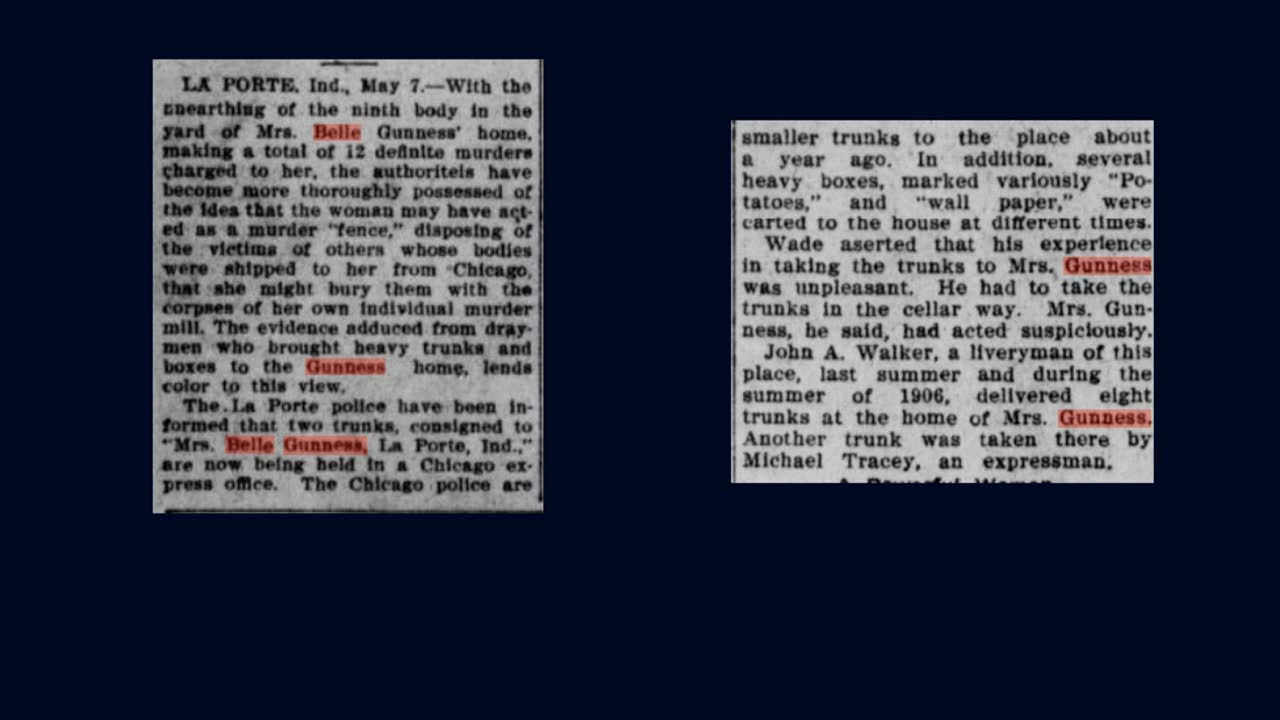 LA PORTE, Ind., May 7.—With the
unearthing of the ninth body in the
yard of Mrs. Belle Gunness' home,
making a total of 12 definite murders
charged to her, the authoriteis have
become more thoroughly possessed of
the idea that the woman may have act-
ed as a murder "fence," disposing of
the victims of others whose bodies
were shipped to her from Chicago,
that she might bury them with the
corpses of her own individual murder
mill. The evidence adduced from dray-
men who brought heavy trunks and
boxes to the Gunness home, lends
color to this view.
The La Porte police have been in-
formed that two trunks, consigned to
"Mrs. Belle Gunness, La Porte, Ind.,"
are now being held in a Chicago ex-
press office. The Chicago police are
smaller trunks to the place about
a year ago. In addition, several
heavy boxes, marked variously "Po-
tatoes," and "wall paper," were
carted to the house at different times.
Wade aserted that his experience
in taking the trunks to Mrs. Gunness
was unpleasant. He had to take the
trunks in the cellar way. Mrs. Gun-
ness, he said, had acted suspiciously.
John A. Walker, a liveryman of this
place, last summer and during the
summer of 1906, delivered eight
trunks at the home of Mrs. Gunness.
Another trunk was taken there by
Michael Tracey, an expressman.
A Powerful Woman